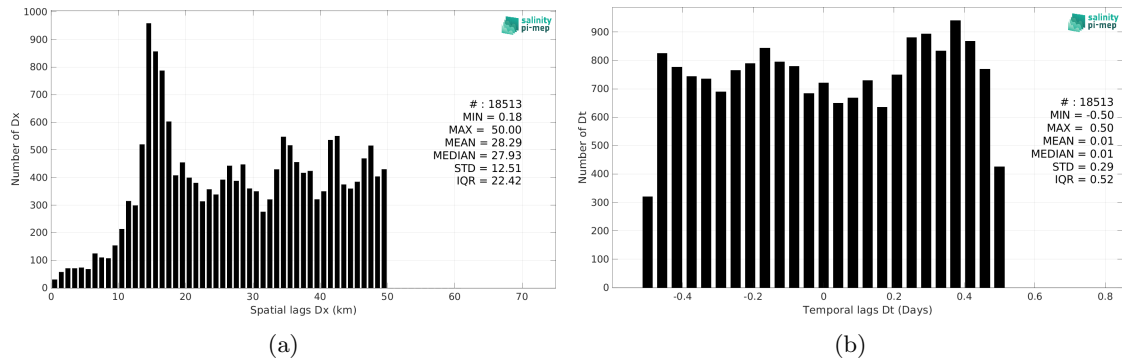 1000
900
800
700
600
500
400
300
200
100
0
Number of Dx
0
10
20
30
40
50
60
70
Spatial lags Dx (km)
salinity
pi-mep
# : 18513
MIN = 0.18
MAX = 50.00
MEAN = 28.29
MEDIAN = 27.93
STD = 12.51
IQR = 22.42
(a)
900
800
700
600
500
400
300
200
100
0
Number of Dt
-0.4
-0.2
0
0.2
0.4
0.6
0.8
Temporal lags Dt (Days)
salinity
pi-mep
# : 18513
MIN = -0.50
MAX = 0.50
MEAN = 0.01
MEDIAN = 0.01
STD = 0.29
IQR = 0.52
(b)